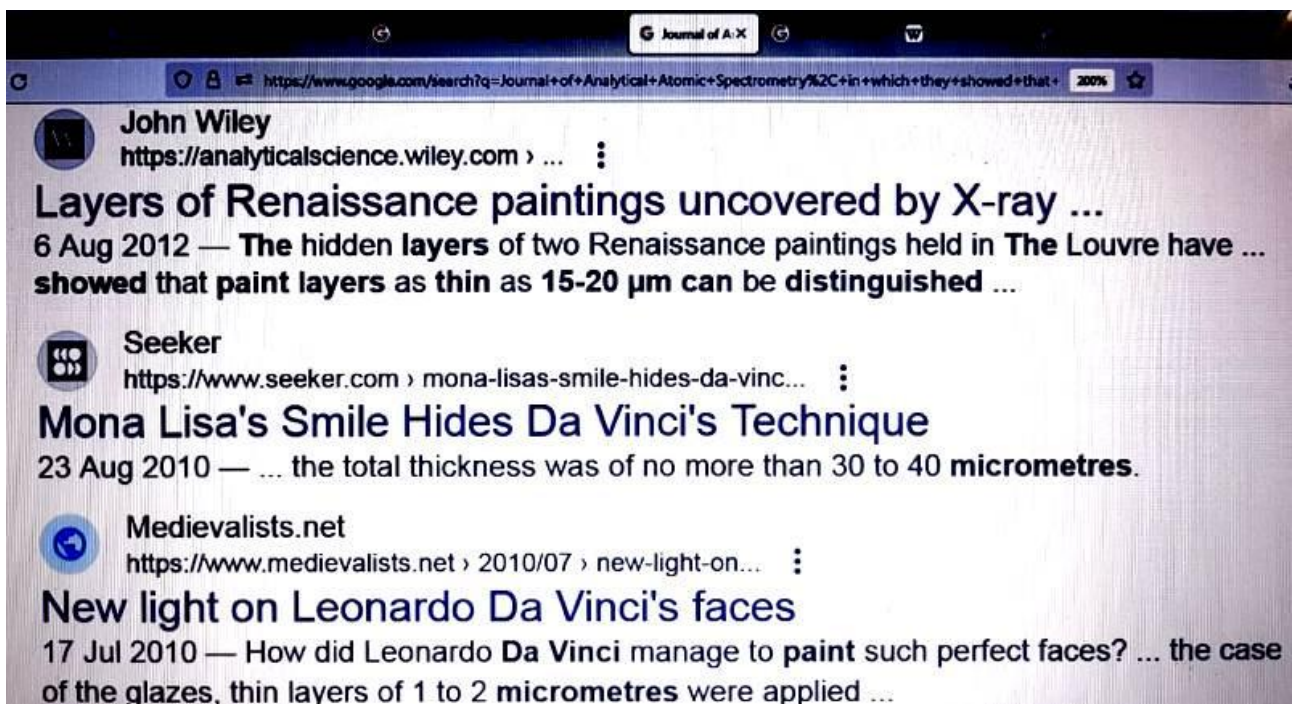 G Journal of A X
https://www.google.com/search?q=Journal+of+Analytical+Atomic+Spectrometry%2C+in+which+they+showed+that+ 200%
John Wiley
https://analyticalscience.wiley.com › ...
Layers of Renaissance paintings uncovered by X-ray ...
6 Aug 2012 — The hidden layers of two Renaissance paintings held in The Louvre have ...
showed that paint layers as thin as 15-20 µm can be distinguished ...
Seeker
https://www.seeker.com › mona-lisas-smile-hides-da-vinc...
Mona Lisa's Smile Hides Da Vinci's Technique
23 Aug 2010 — ... the total thickness was of no more than 30 to 40 micrometres.
Medievalists.net
https://www.medievalists.net › 2010/07 › new-light-on...
New light on Leonardo Da Vinci's faces
17 Jul 2010 — How did Leonardo Da Vinci manage to paint such perfect faces? ... the case
of the glazes, thin layers of 1 to 2 micrometres were applied ...